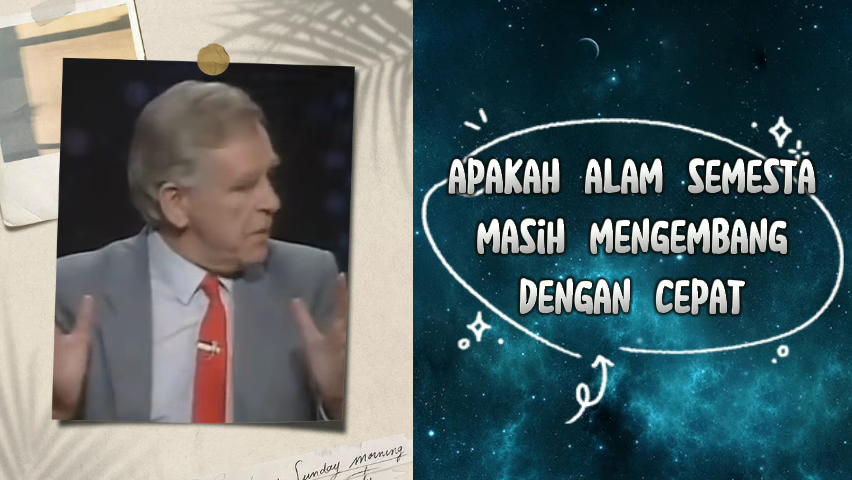 APAKAH ALAM SEMESTA
MASIH MENGEMBANG
DENGAN CEPAT
Sunday morning